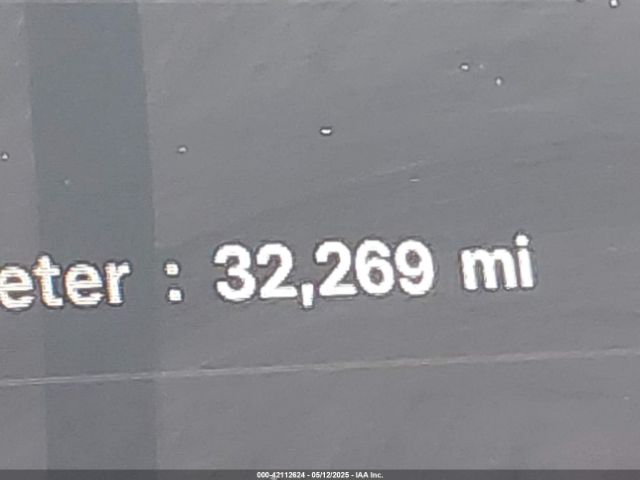 eter : 32,269 mi
000-42112624 - 05/12/2025 - IAA Inc.